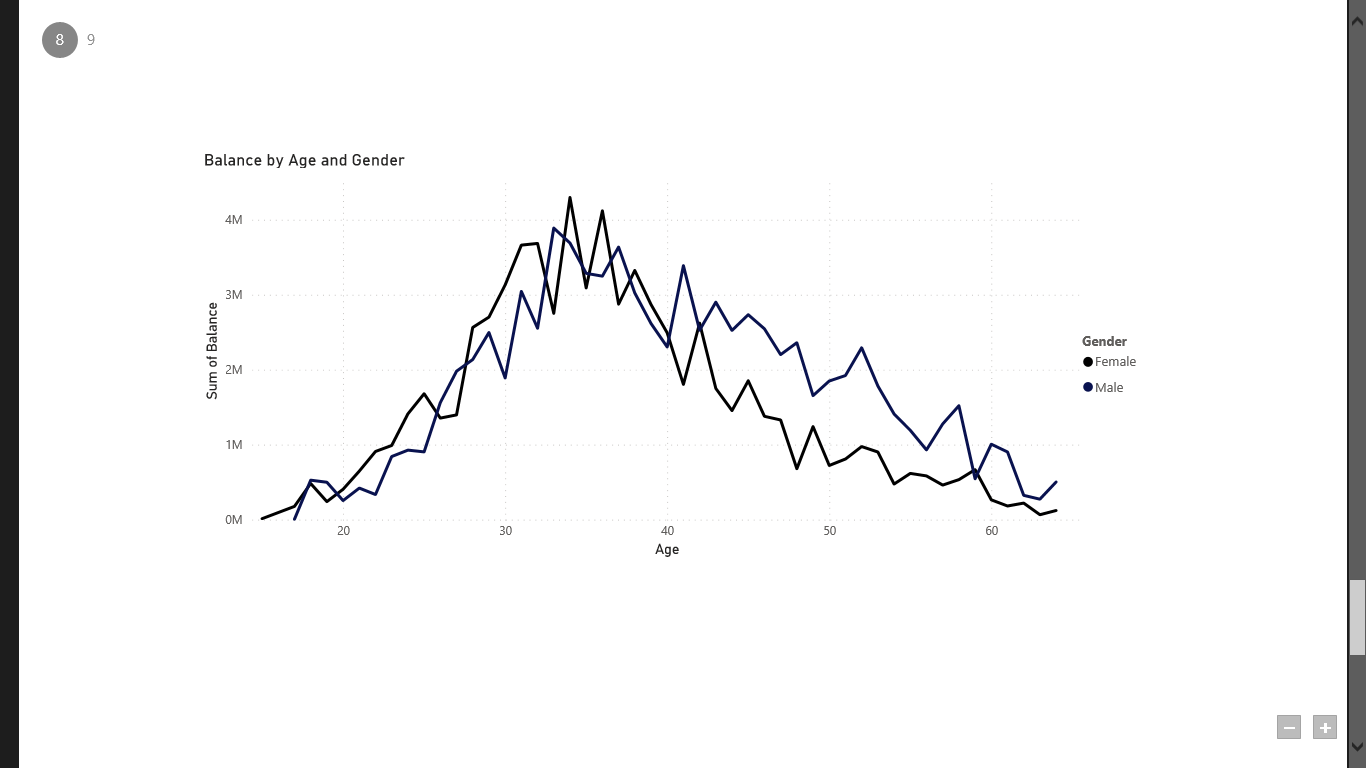 8 9
Balance by Age and Gender
4M
3M
2M
1M
0M
Sum of Balance
20 30 40 50 60
Age
Gender
Female
Male